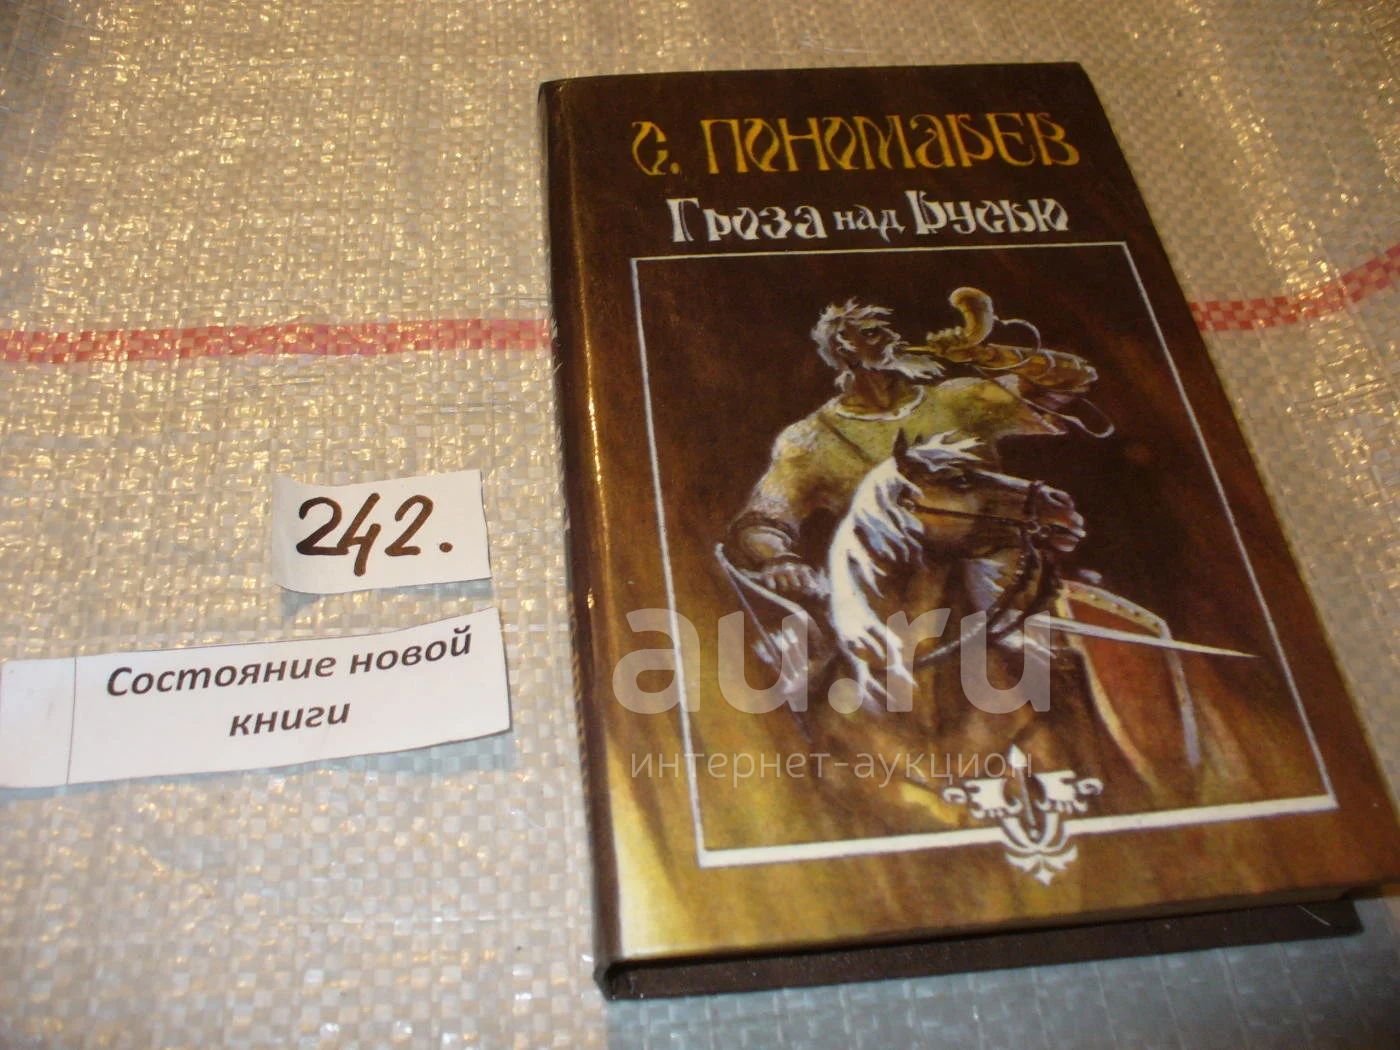 С. ПОНОМАРЕВ
Гроза над Русью
242.
Состояние новой
книги
au.ru
интернет-аукцион